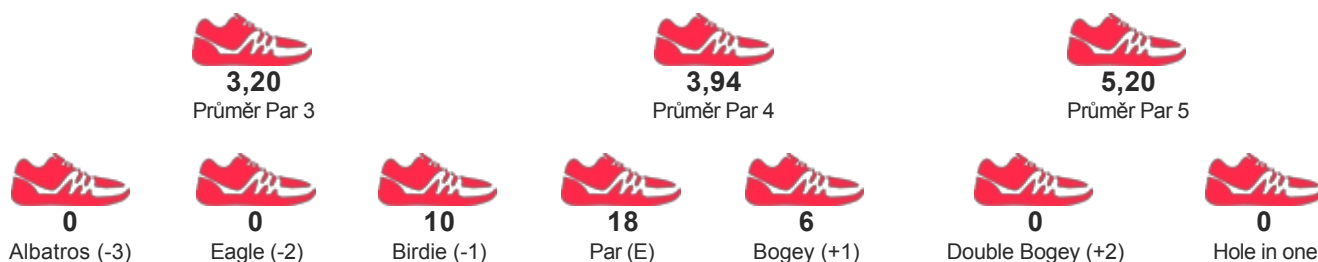 3,20 3,94 5,20
Průměr Par 3 Průměr Par 4 Průměr Par 5
0 0 10 18 6 0 0
Albatros (-3) Eagle (-2) Birdie (-1) Par (E) Bogey (+1) Double Bogey (+2) Hole in one